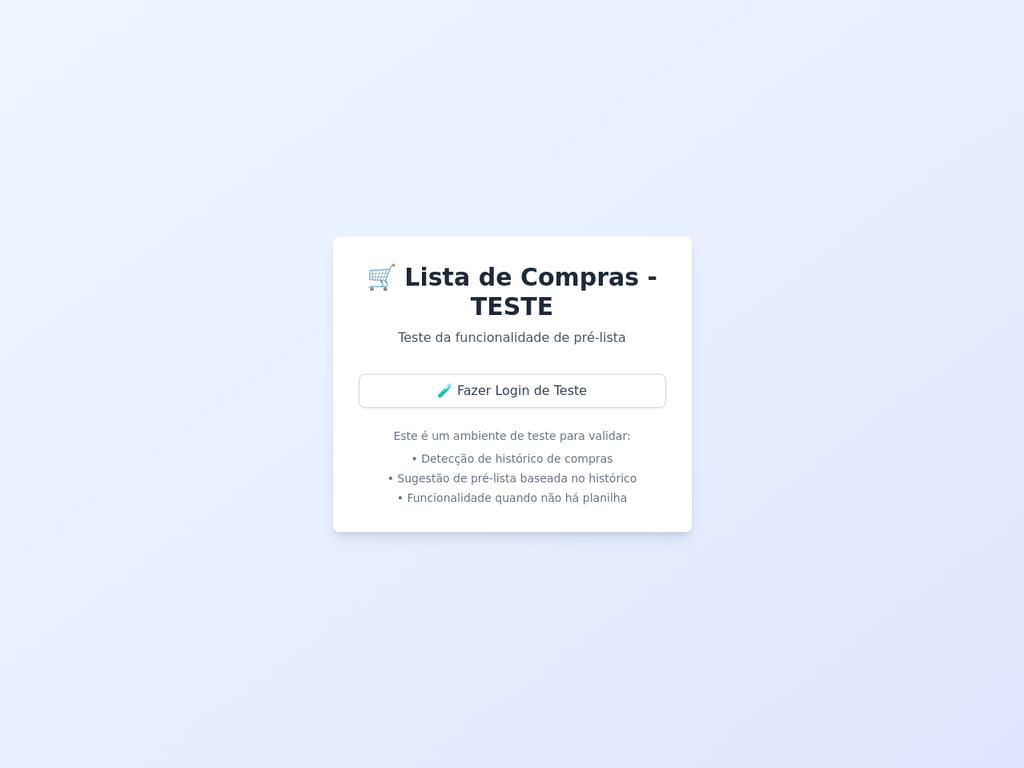 🛒 Lista de Compras -
TESTE
Teste da funcionalidade de pré-lista
🧪 Fazer Login de Teste
Este é um ambiente de teste para validar:
• Detecção de histórico de compras
• Sugestão de pré-lista baseada no histórico
• Funcionalidade quando não há planilha